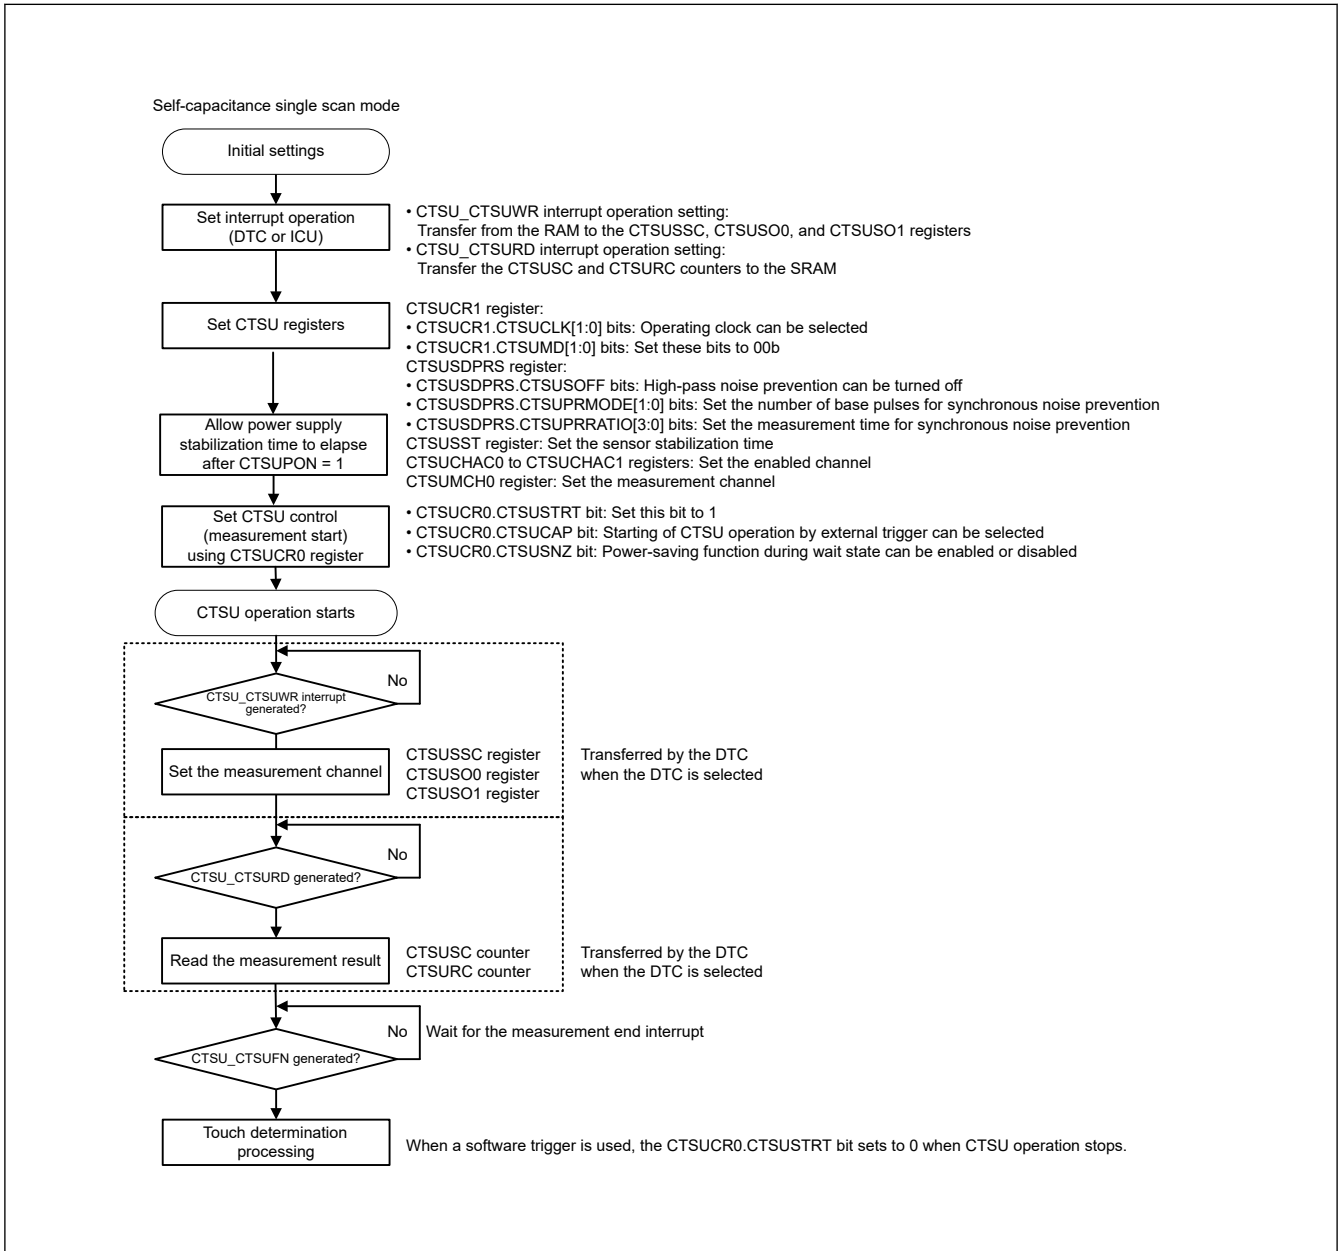 Self-capacitance single scan mode
Initial settings
Set interrupt operation
(DTC or ICU)
• CTSU_CTSUWR interrupt operation setting:
Transfer from the RAM to the CTSUSSC, CTSUSO0, and CTSUSO1 registers
• CTSU_CTSURD interrupt operation setting:
Transfer the CTSUSC and CTSURC counters to the SRAM
Set CTSU registers
CTSUCR1 register:
• CTSUCR1.CTSUCLK[1:0] bits: Operating clock can be selected
• CTSUCR1.CTSUMD[1:0] bits: Set these bits to 00b
CTSUSDPRS register:
• CTSUSDPRS.CTSUSOFF bits: High-pass noise prevention can be turned off
• CTSUSDPRS.CTSUPRMODE[1:0] bits: Set the number of base pulses for synchronous noise prevention
• CTSUSDPRS.CTSUPRRATIO[3:0] bits: Set the measurement time for synchronous noise prevention
CTSUSST register: Set the sensor stabilization time
CTSUCHAC0 to CTSUCHAC1 registers: Set the enabled channel
CTSUMCH0 register: Set the measurement channel
Allow power supply
stabilization time to elapse
after CTSUPON = 1
Set CTSU control
(measurement start)
using CTSUCR0 register
• CTSUCR0.CTSUSTRT bit: Set this bit to 1
• CTSUCR0.CTSUCAP bit: Starting of CTSU operation by external trigger can be selected
• CTSUCR0.CTSUSNZ bit: Power-saving function during wait state can be enabled or disabled
CTSU operation starts
No
CTSU_CTSUWR interrupt
generated?
Set the measurement channel
CTSUSSC register
CTSUSO0 register
CTSUSO1 register
Transferred by the DTC
when the DTC is selected
No
CTSU_CTSURD generated?
Read the measurement result
CTSUSC counter
CTSURC counter
Transferred by the DTC
when the DTC is selected
No
Wait for the measurement end interrupt
CTSU_CTSUFN generated?
Touch determination
processing
When a software trigger is used, the CTSUCR0.CTSUSTRT bit sets to 0 when CTSU operation stops.